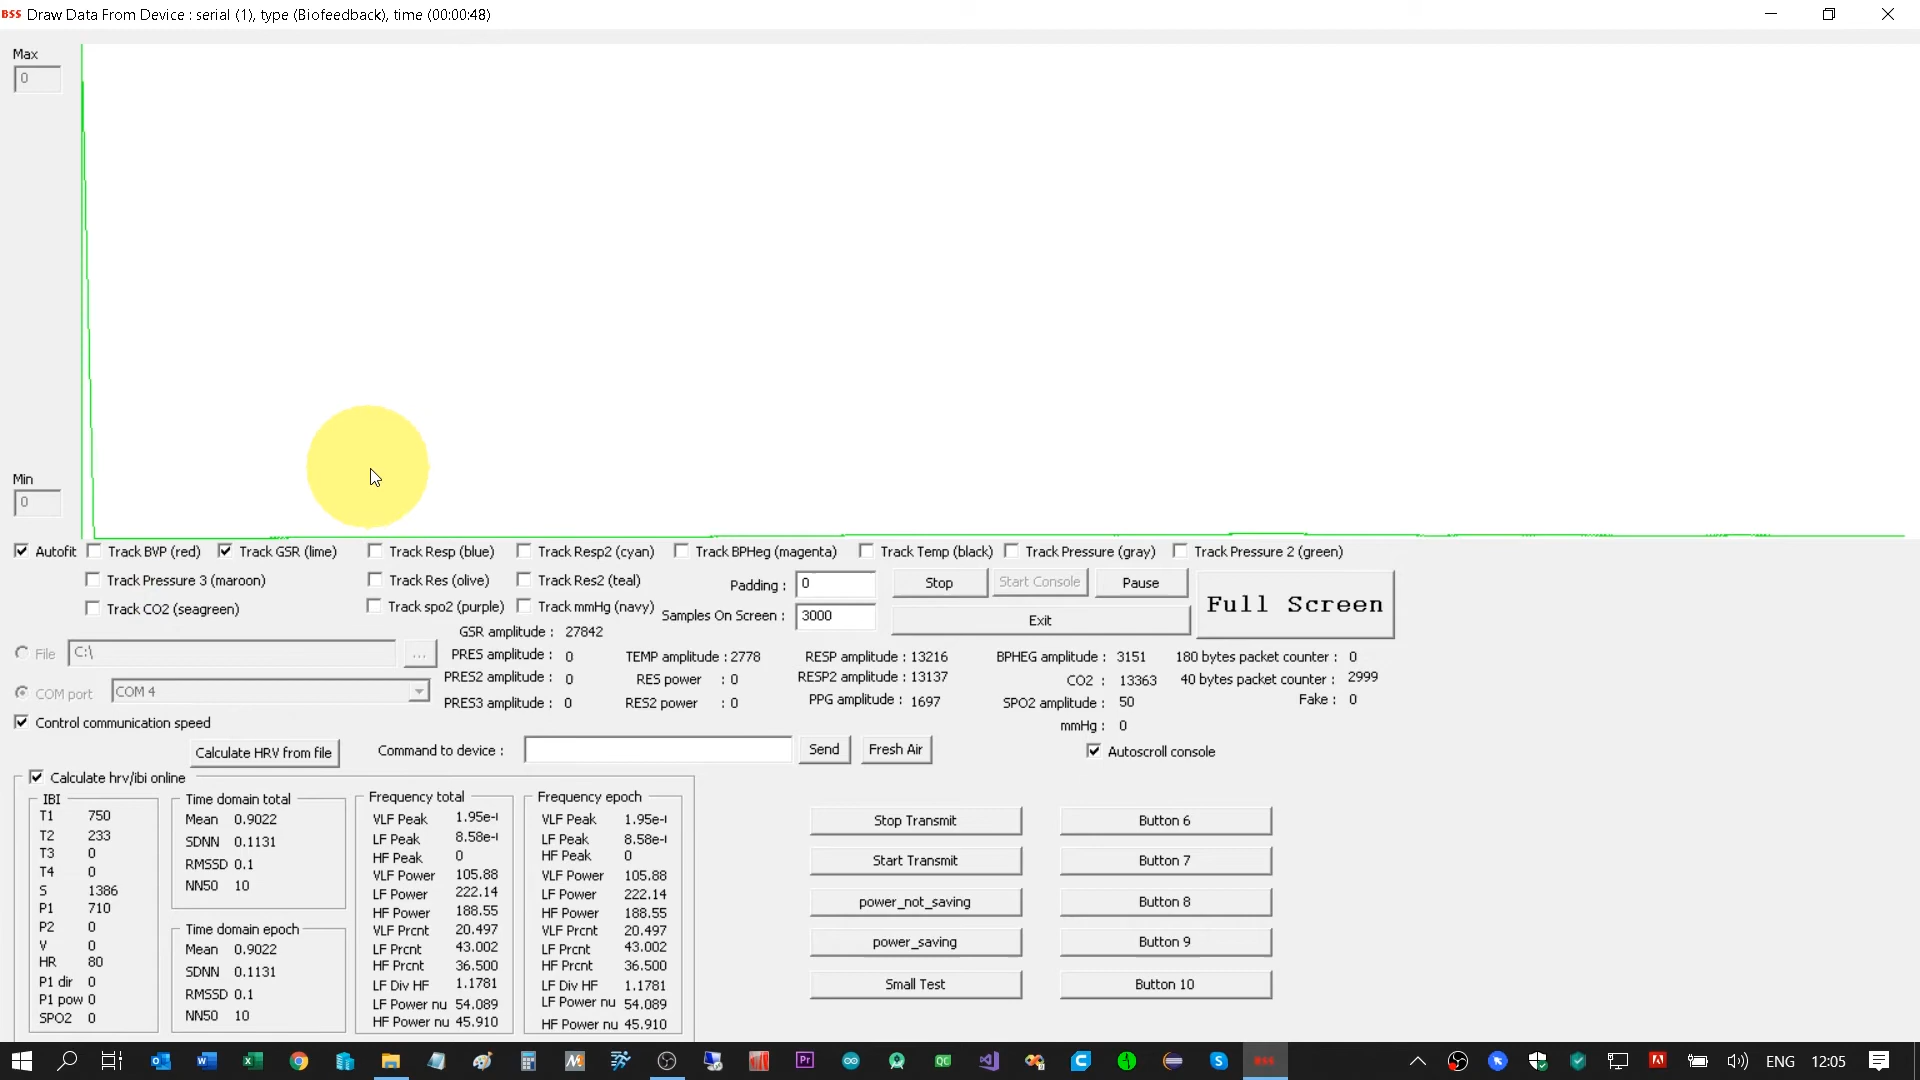 BSS Draw Data From Device : serial (1), type (Biofeedback), time (00:00:48)
Max
0
Min
0
Autofit Track BVP (red) Track GSR (lime) Track Resp (blue) Track Resp2 (cyan) Track BPHeg (magenta) Track Temp (black) Track Pressure (gray) Track Pressure 2 (green)
Track Pressure 3 (maroon) Track Res (olive) Track Res2 (teal) Padding : 0 Stop Start Console Pause
Full Screen
Track CO2 (seagreen) Track spo2 (purple) Track mmHg (navy) Samples On Screen : 3000 Exit
GSR amplitude : 27842
File C:\ ... PRES amplitude : 0 TEMP amplitude : 2778 RESP amplitude : 13216 BPHEG amplitude : 3151 180 bytes packet counter : 0
PRES2 amplitude : 0 RES power : 0 RESP2 amplitude : 13137 CO2 : 13363 40 bytes packet counter : 2999
COM port COM 4 PRES3 amplitude : 0 RES2 power : 0 PPG amplitude : 1697 SPO2 amplitude : 50 Fake : 0
Control communication speed mmHg : 0
Calculate HRV from file Command to device : Send Fresh Air Autoscroll console
Calculate hrv/ibi online
IBI
T1 750
T2 233
T3 0
T4 0
S 1386
P1 710
P2 0
V 0
HR 80
P1 dir 0
P1 pow 0
SPO2 0
Time domain total
Mean 0.9022
SDNN 0.1131
RMSSD 0.1
NN50 10
Time domain epoch
Mean 0.9022
SDNN 0.1131
RMSSD 0.1
NN50 10
Frequency total
VLF Peak 1.95e-
LF Peak 8.58e-
HF Peak 0
VLF Power 105.88
LF Power 222.14
HF Power 188.55
VLF Prcnt 20.497
LF Prcnt 43.002
HF Prcnt 36.500
LF Div HF 1.1781
LF Power nu 54.089
HF Power nu 45.910
Frequency epoch
VLF Peak 1.95e-
LF Peak 8.58e-
HF Peak 0
VLF Power 105.88
LF Power 222.14
HF Power 188.55
VLF Prcnt 20.497
LF Prcnt 43.002
HF Prcnt 36.500
LF Div HF 1.1781
LF Power nu 54.089
HF Power nu 45.910
Stop Transmit Button 6
Start Transmit Button 7
power_not_saving Button 8
power_saving Button 9
Small Test Button 10
Pr QC BSS ENG 12:05